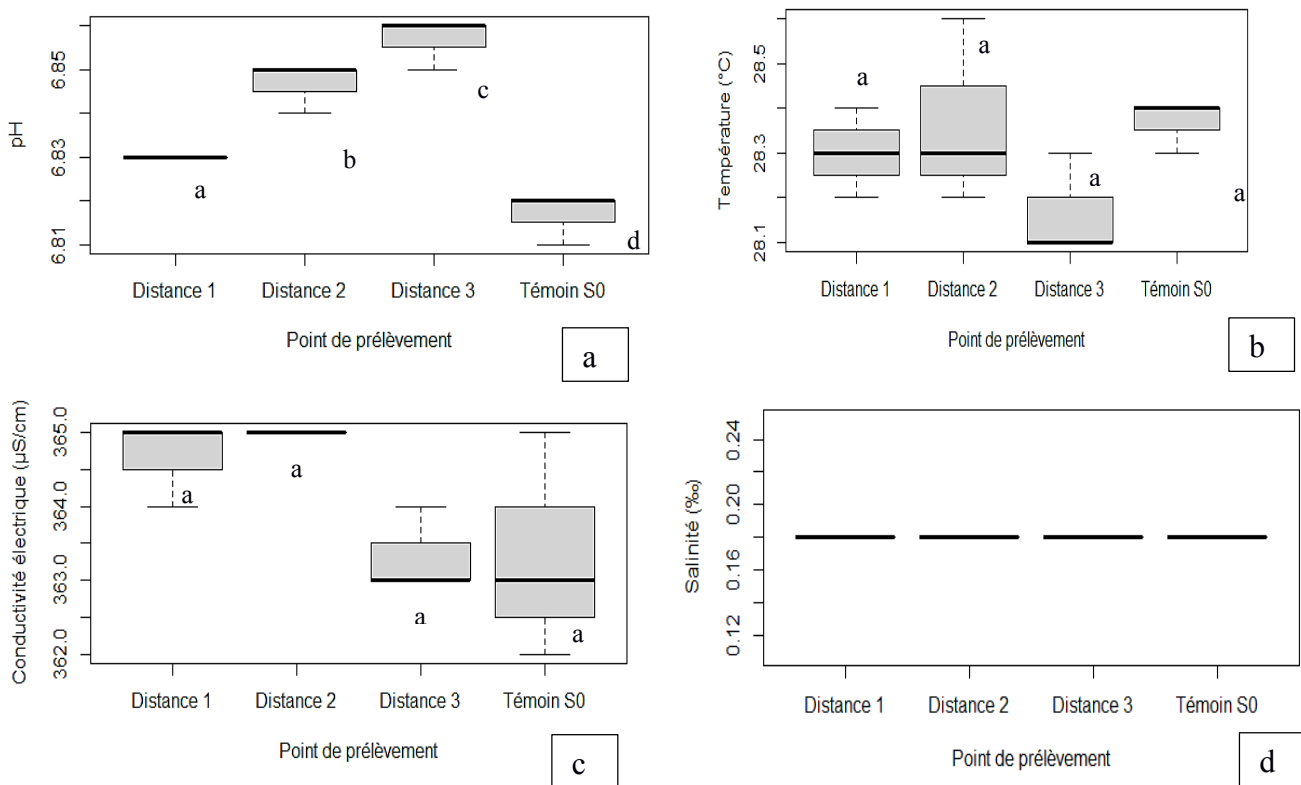 pH
6.81
6.83
6.85
a
b
c
d
Distance 1
Distance 2
Distance 3
Témoin S0
Point de prélèvement
a
Température (°C)
28.1
28.3
28.5
a
a
a
a
Distance 1
Distance 2
Distance 3
Témoin S0
Point de prélèvement
b
Conductivité électrique (µS/cm)
362.0
363.0
364.0
365.0
a
a
a
a
Distance 1
Distance 2
Distance 3
Témoin S0
Point de prélèvement
c
Salinité (‰)
0.12
0.16
0.20
0.24
Distance 1
Distance 2
Distance 3
Témoin S0
Point de prélèvement
d